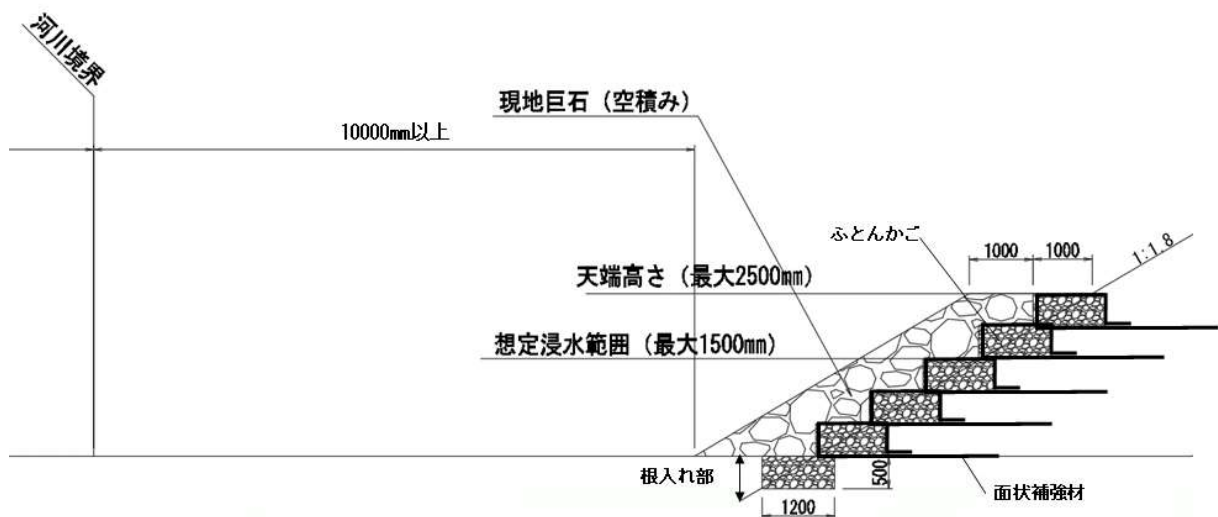 河川境界
現地巨石（空積み）
10000mm以上
ふとんかご
1000
1000
1:1.8
天端高さ（最大2500mm）
想定浸水範囲（最大1500mm）
根入れ部
500
面状補強材
1200